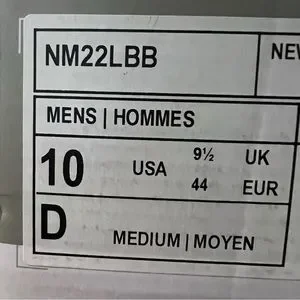 NM22LBB NEW
MENS | HOMMES
10 USA 9½ UK
44 EUR
D MEDIUM | MOYEN